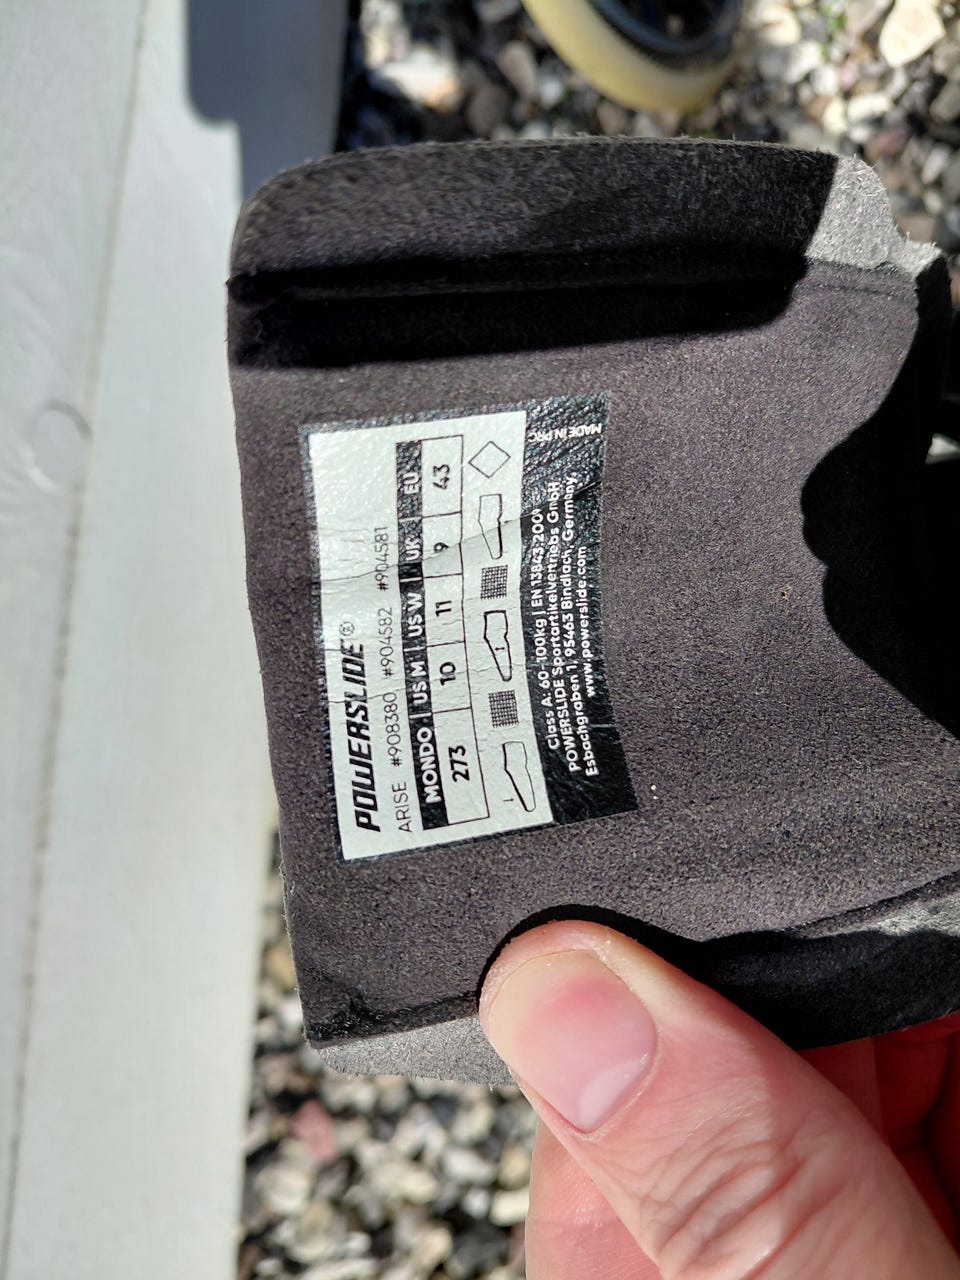 POWERSLIDE®
ARISE #908380 #904582 #904581
MONDO | US M | US W | UK | EU
273 10 11 9 43
Class A: 60-100kg | EN 13843:2009
POWERSLIDE Sportartikelvertriebs GmbH
Esbachgraben 1, 95463 Bindlach, Germany,
www.powerslide.com
MADE IN PRC